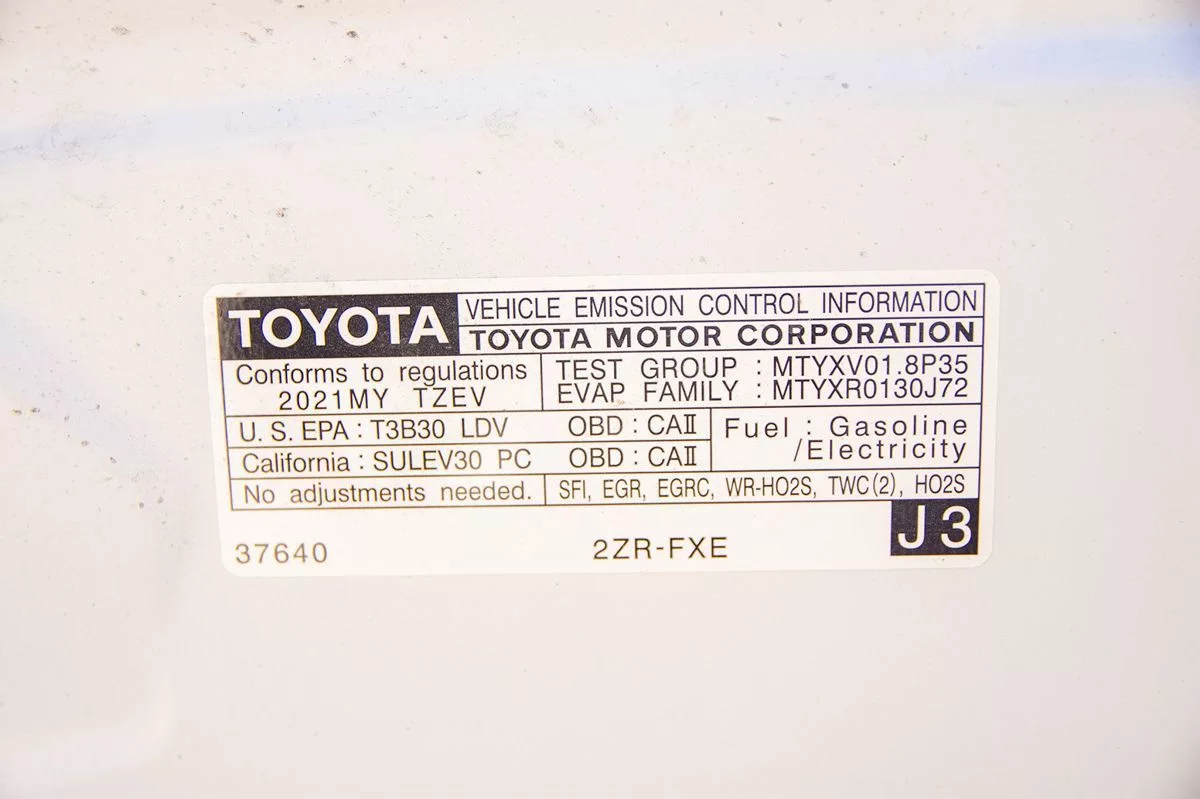 TOYOTA
VEHICLE EMISSION CONTROL INFORMATION
TOYOTA MOTOR CORPORATION
Conforms to regulations
2021MY TZEV
TEST GROUP : MTYXV01.8P35
EVAP FAMILY : MTYXR0130J72
U.S.EPA : T3B30 LDV OBD : CAⅡ
California : SULEV30 PC OBD : CAⅡ
Fuel : Gasoline
/Electricity
No adjustments needed.
SFI, EGR, EGRC, WR-HO2S, TWC(2), HO2S
37640
2ZR-FXE
J3